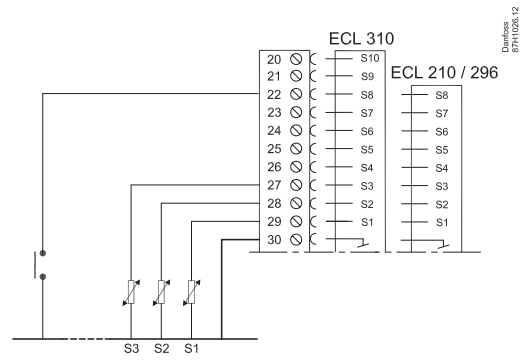 Danfoss
87H1026.12
ECL 310
ECL 210 / 296
20 S10
21 S9
22 S8 S8
23 S7 S7
24 S6 S6
25 S5 S5
26 S4 S4
27 S3 S3
28 S2 S2
29 S1 S1
30
S3 S2 S1